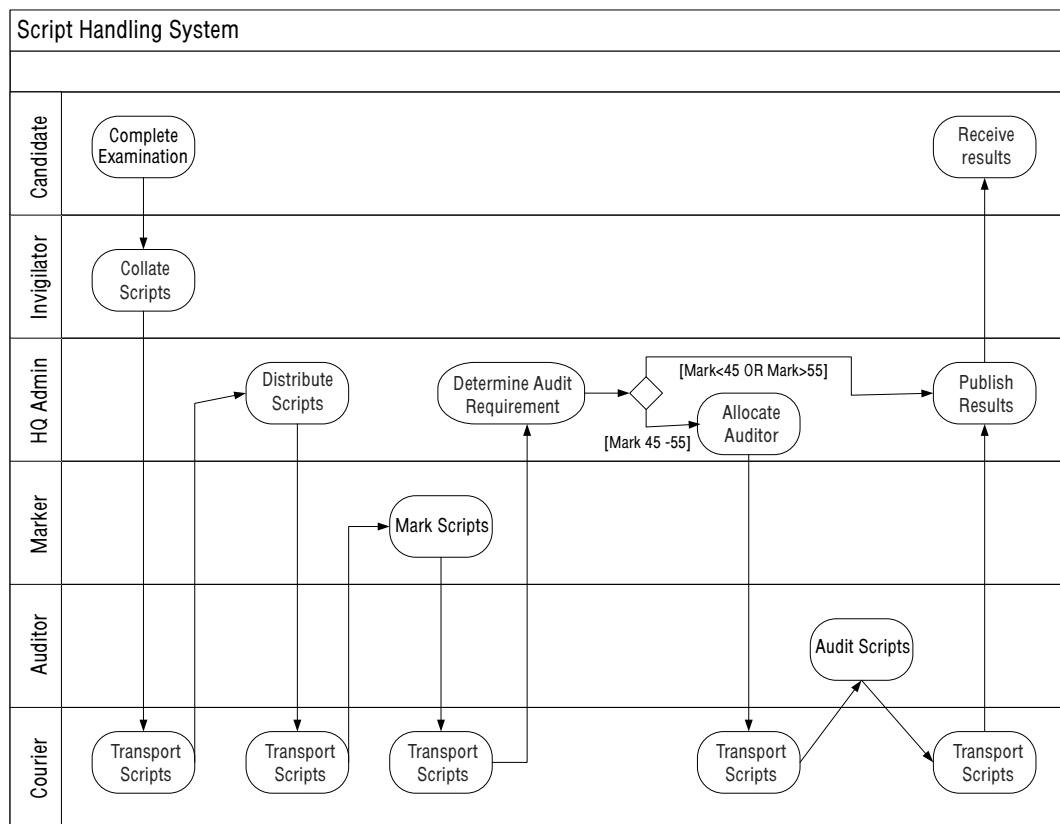 Script Handling System
Candidate
Complete
Examination
Receive
results
Invigilator
Collate
Scripts
HQ Admin
Distribute
Scripts
Determine Audit
Requirement
[Mark<45 OR Mark>55]
[Mark 45 -55]
Allocate
Auditor
Publish
Results
Marker
Mark Scripts
Auditor
Audit Scripts
Courier
Transport
Scripts
Transport
Scripts
Transport
Scripts
Transport
Scripts
Transport
Scripts